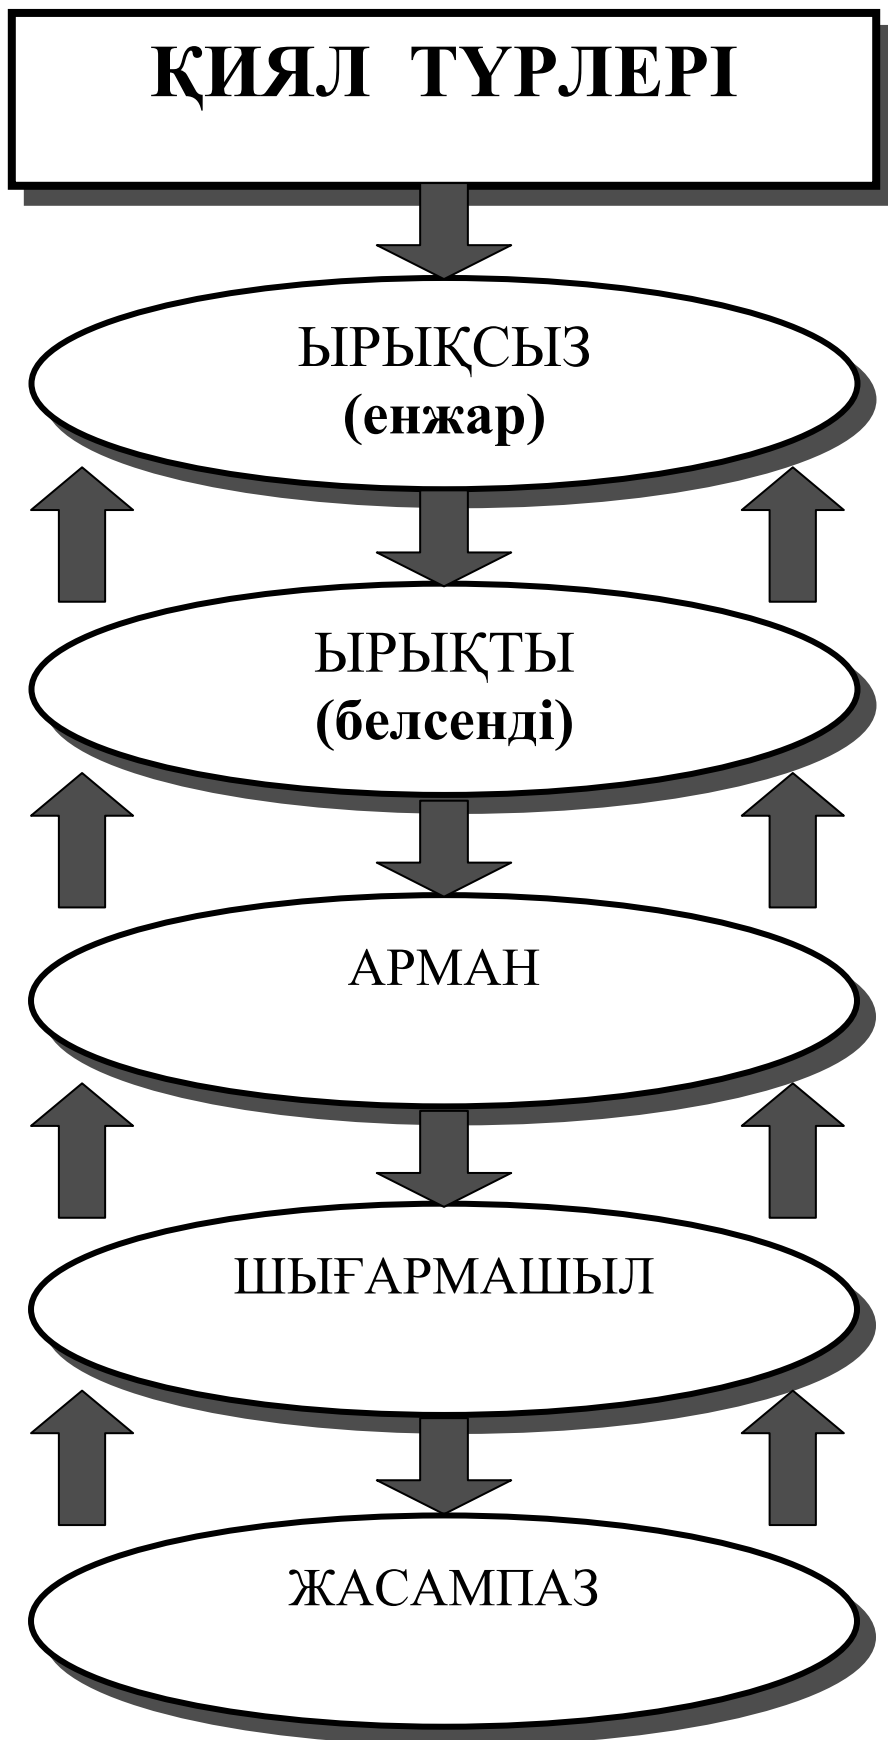 ҚИЯЛ ТҮРЛЕРІ
ЫРЫҚСЫЗ
(енжар)
ЫРЫҚТЫ
(белсенді)
АРМАН
ШЫҒАРМАШЫЛ
ЖАСАМПАЗ